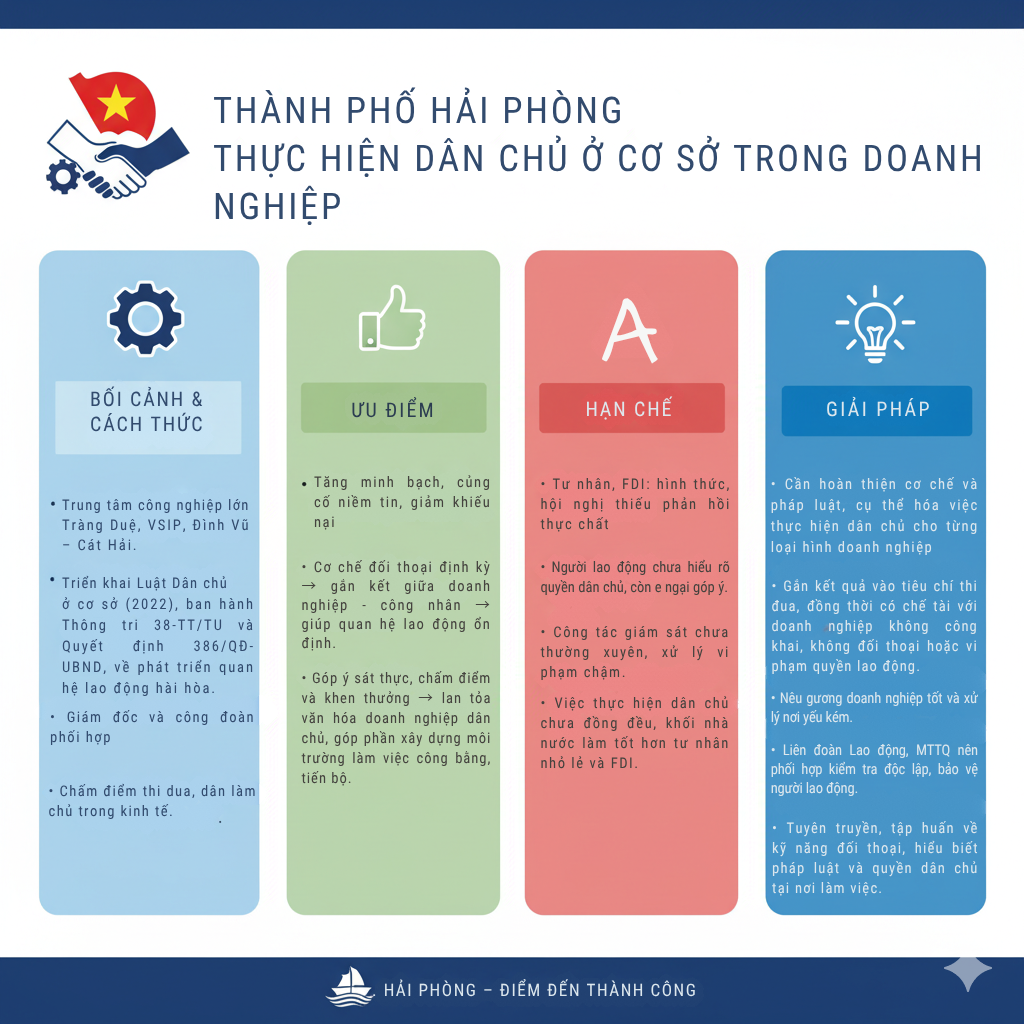 THÀNH PHỐ HẢI PHÒNG
THỰC HIỆN DÂN CHỦ Ở CƠ SỞ TRONG DOANH
NGHIỆP
BỐI CẢNH &
CÁCH THỨC
• Trung tâm công nghiệp lớn
Tràng Duệ, VSIP, Đình Vũ
– Cát Hải.
• Triển khai Luật Dân chủ
ở cơ sở (2022), ban hành
Thông tri 38-TT/TU và
Quyết định 386/QĐ-
UBND, về phát triển quan
hệ lao động hài hòa.
• Giám đốc và công đoàn
phối hợp
• Chấm điểm thi dua, dân làm
chủ trong kinh tế.
.
ƯU ĐIỂM
• Tăng minh bạch, củng
cố niềm tin, giảm khiếu
nại
• Cơ chế đối thoại định kỳ
→ gắn kết giữa doanh
nghiệp - công nhân →
giúp quan hệ lao động ổn
định.
• Góp ý sát thực, chấm điểm
và khen thưởng → lan tỏa
văn hóa doanh nghiệp dân
chủ, góp phần xây dựng môi
trường làm việc công bằng,
tiến bộ.
A
HẠN CHẾ
• Tư nhân, FDI: hình thức,
hội nghị thiếu phản hồi
thực chất
• Người lao động chưa hiểu rõ
quyền dân chủ, còn e ngại góp ý.
• Công tác giám sát chưa
thường xuyên, xử lý vi
phạm chậm.
• Việc thực hiện dân chủ
chưa đồng đều, khối nhà
nước làm tốt hơn tư nhân
nhỏ lẻ và FDI.
GIẢI PHÁP
• Cần hoàn thiện cơ chế và
pháp luật, cụ thể hóa việc
thực hiện dân chủ cho từng
loại hình doanh nghiệp
• Gắn kết quả vào tiêu chí thi
đua, đồng thời có chế tài với
doanh nghiệp không công
khai, không đối thoại hoặc vi
phạm quyền lao động.
• Nêu gương doanh nghiệp tốt và xử
lý nơi yếu kém.
• Liên đoàn Lao động, MTTQ nên
phối hợp kiểm tra độc lập, bảo vệ
người lao động.
• Tuyên truyền, tập huấn về
kỹ năng đối thoại, hiểu biết
pháp luật và quyền dân chủ
tại nơi làm việc.
HẢI PHÒNG – ĐIỂM ĐẾN THÀNH CÔNG